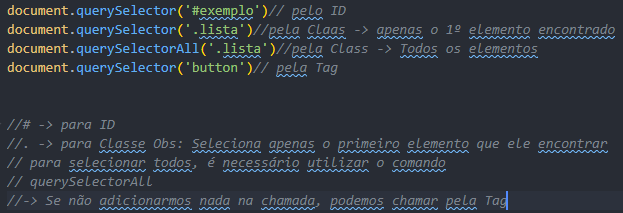 document.querySelector('#exemplo')// pelo ID
document.querySelector('.lista')//pela Claas -> apenas o 1º elemento encontrado
document.querySelectorAll('.lista')//pela Class -> Todos os elementos
document.querySelector('button')// pela Tag
//# -> para ID
//. -> para Classe Obs: Seleciona apenas o primeiro elemento que ele encontrar
// para selecionar todos, é necessário utilizar o comando
// querySelectorAll
//-> Se não adicionarmos nada na chamada, podemos chamar pela Tag